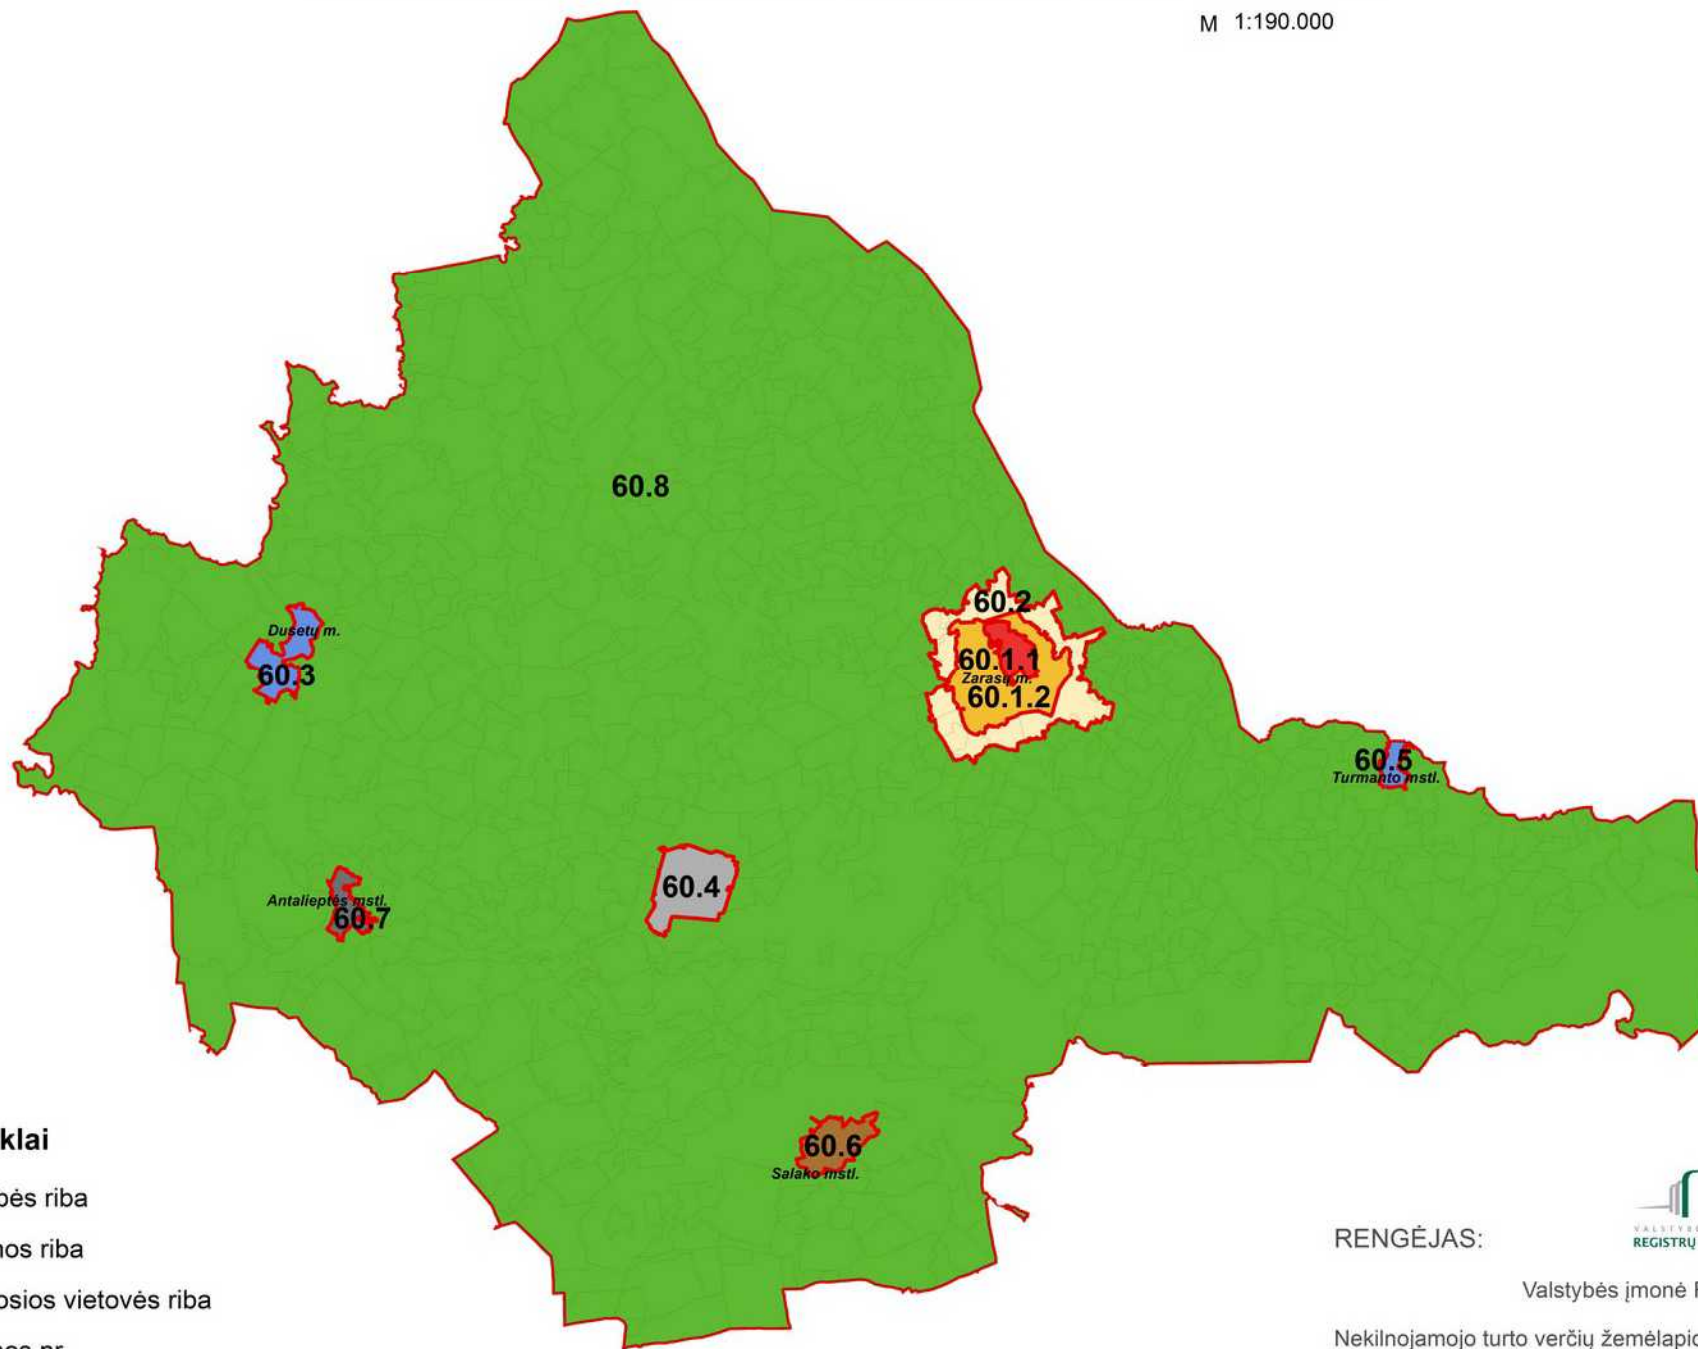 M 1:190.000
60.8
60.2
Dusetų m.
60.3
60.1.1
Zarasų m.
60.1.2
60.5
Turmanto mstl.
60.4
Antalieptės mstl.
60.7
60.6
Salako mstl.
klai
bės riba
nos riba
osios vietovės riba
RENGĖJAS:
REGISTRŲ
Valstybės įmonė
Nekilnojamojo turto verčių žemėlapio